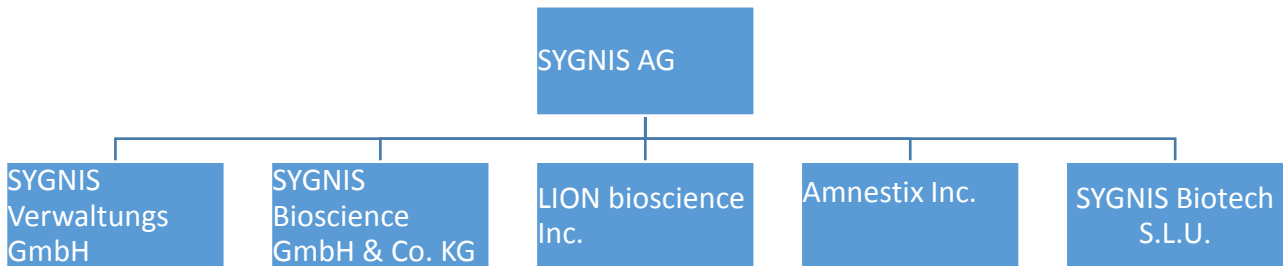 SYGNIS AG
SYGNIS
Verwaltungs
GmbH
SYGNIS
Bioscience
GmbH & Co. KG
LION bioscience
Inc.
Amnestix Inc.
SYGNIS Biotech
S.L.U.